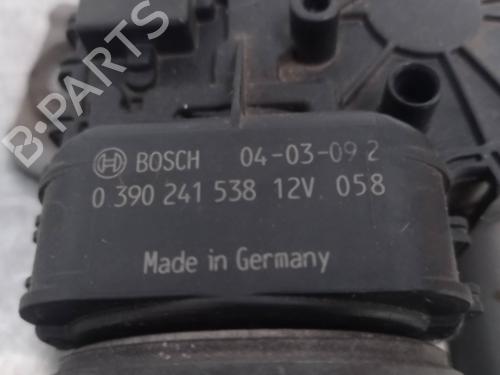 B-PARTS
BOSCH 04-03-09 2
0 390 241 538 12V 058
Made in Germany